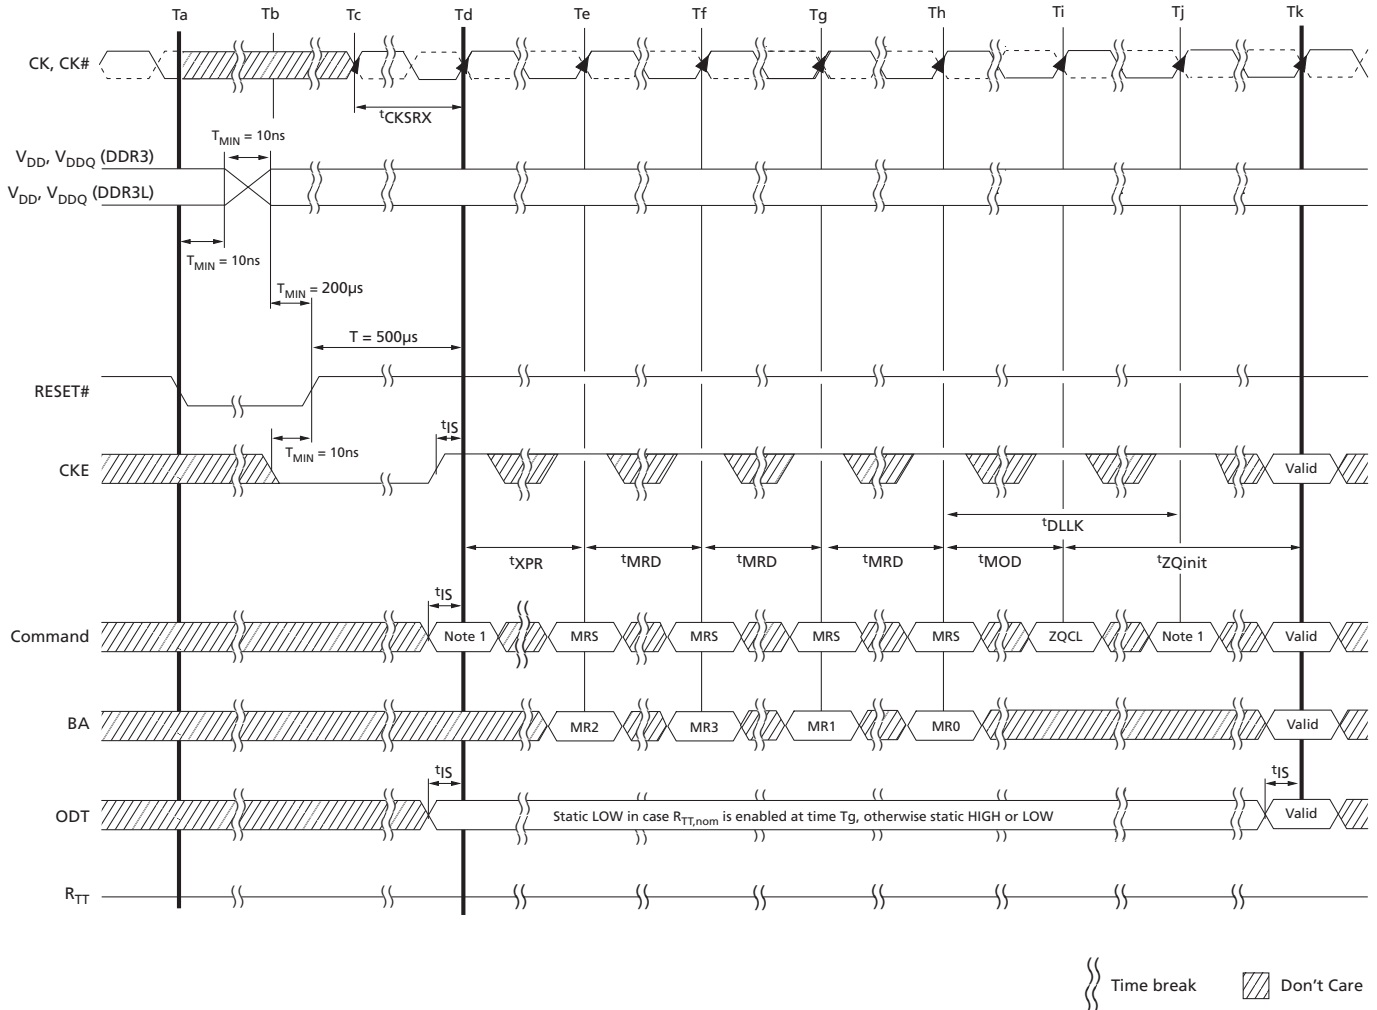 Ta Tb Tc Td Te Tf Tg Th Ti Tj Tk
CK, CK#
tCKSRX
TMIN = 10ns
VDD, VDDQ (DDR3)
VDD, VDDQ (DDR3L)
TMIN = 10ns
TMIN = 200µs
T = 500µs
RESET#
tIS
TMIN = 10ns
CKE
Valid
tDLLK
tXPR tMRD tMRD tMRD tMOD tZQinit
tIS
Command Note 1 MRS MRS MRS MRS ZQCL Note 1 Valid
BA MR2 MR3 MR1 MR0 Valid
tIS tIS
ODT Static LOW in case RTT,nom is enabled at time Tg, otherwise static HIGH or LOW Valid
RTT
Time break Don't Care